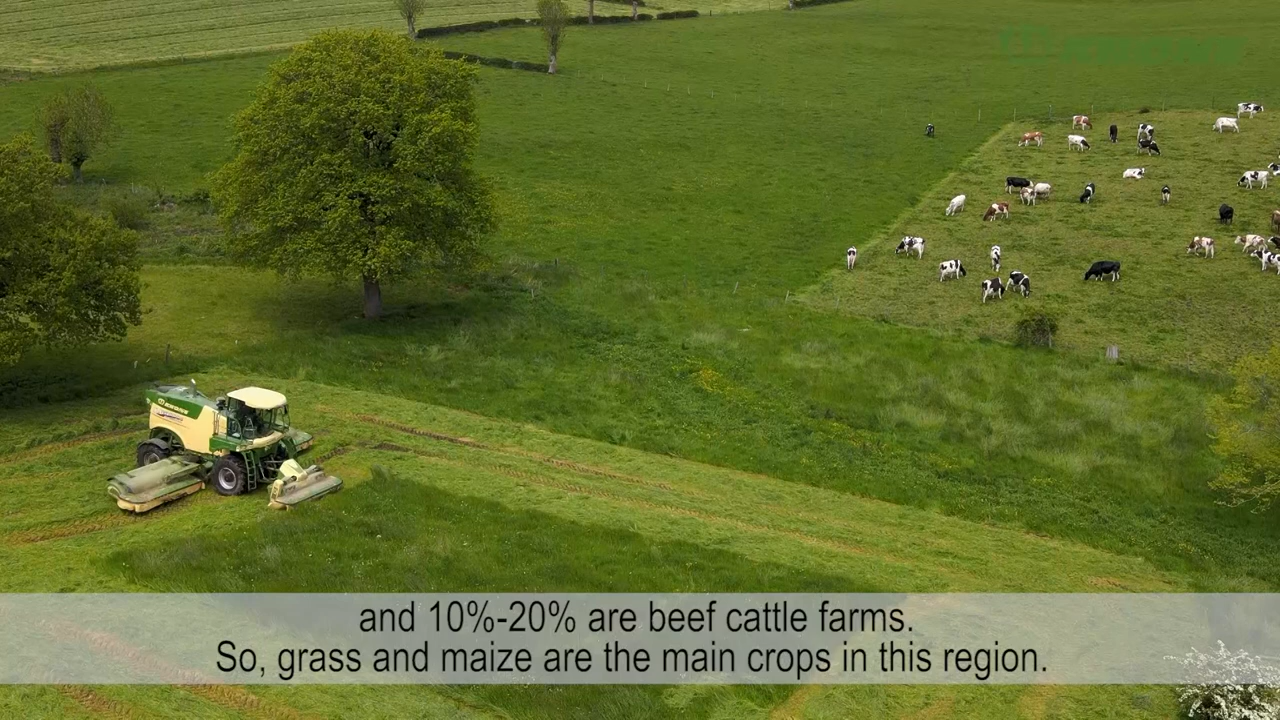 and 10%-20% are beef cattle farms.
So, grass and maize are the main crops in this region.